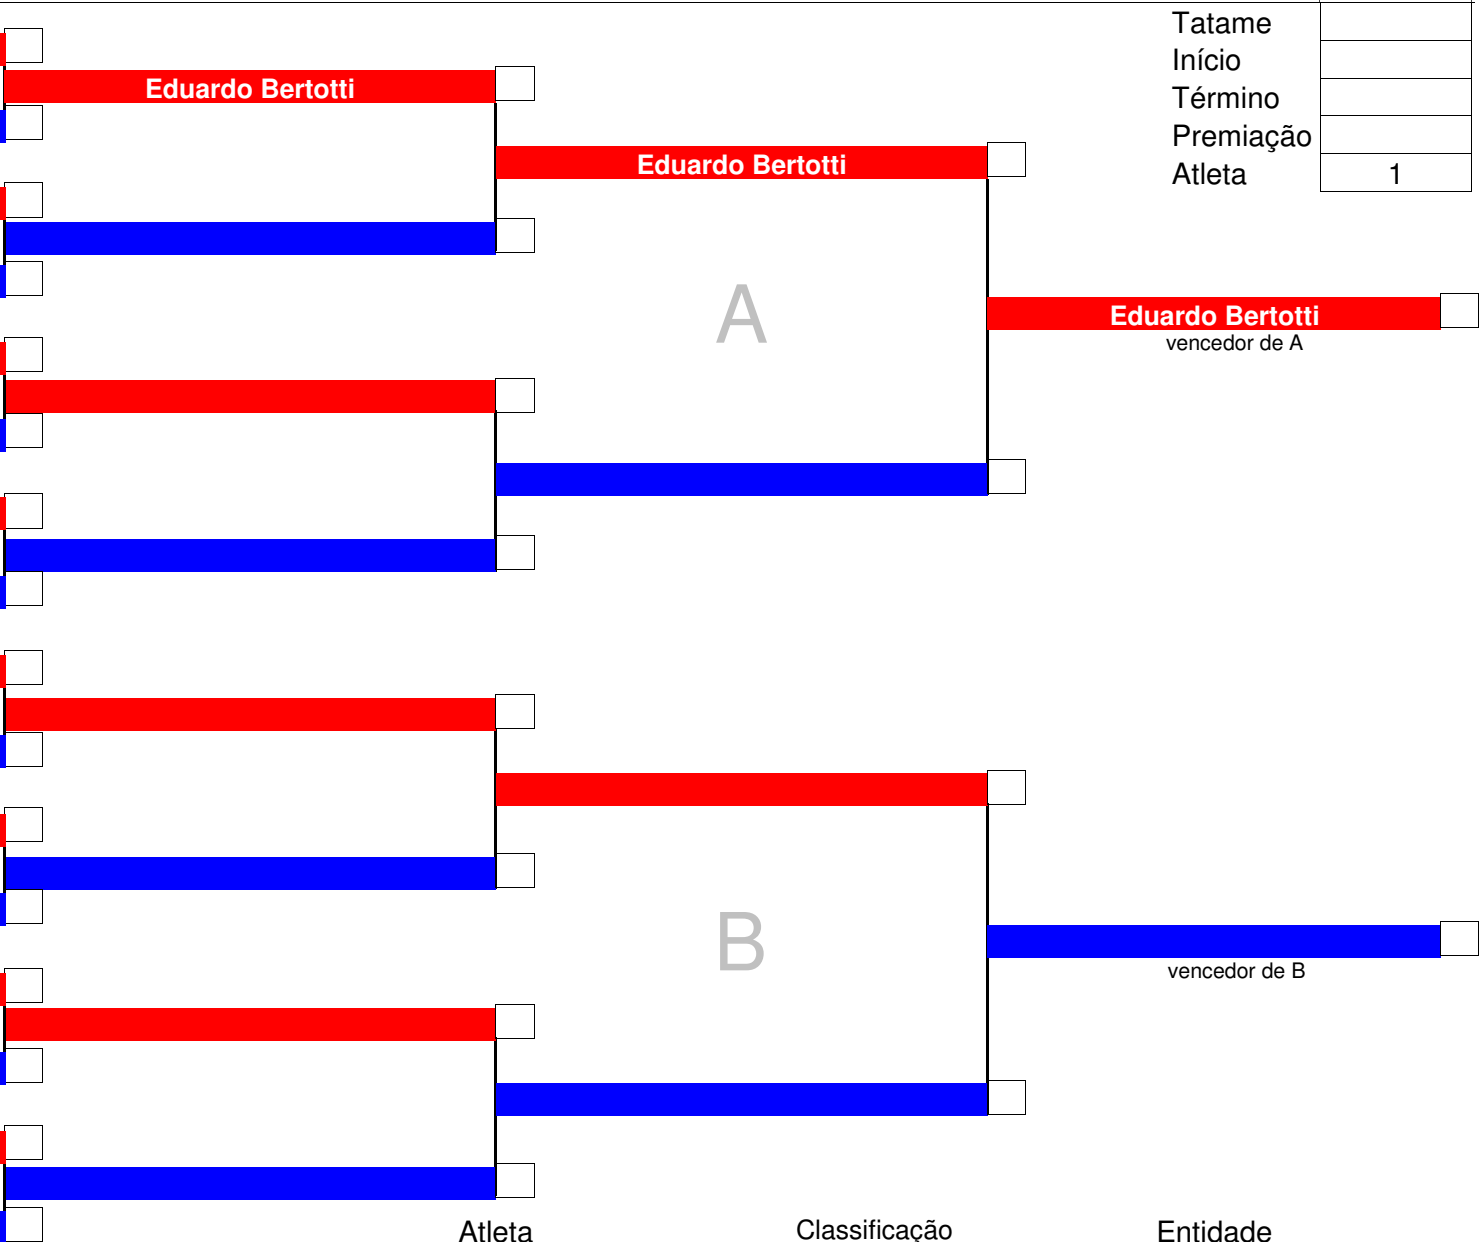 Tatame
Início
Eduardo Bertotti
Término
Premiação
Eduardo Bertotti
Atleta 1
A
Eduardo Bertotti
vencedor de A
B
vencedor de B
Atleta Classificação Entidade